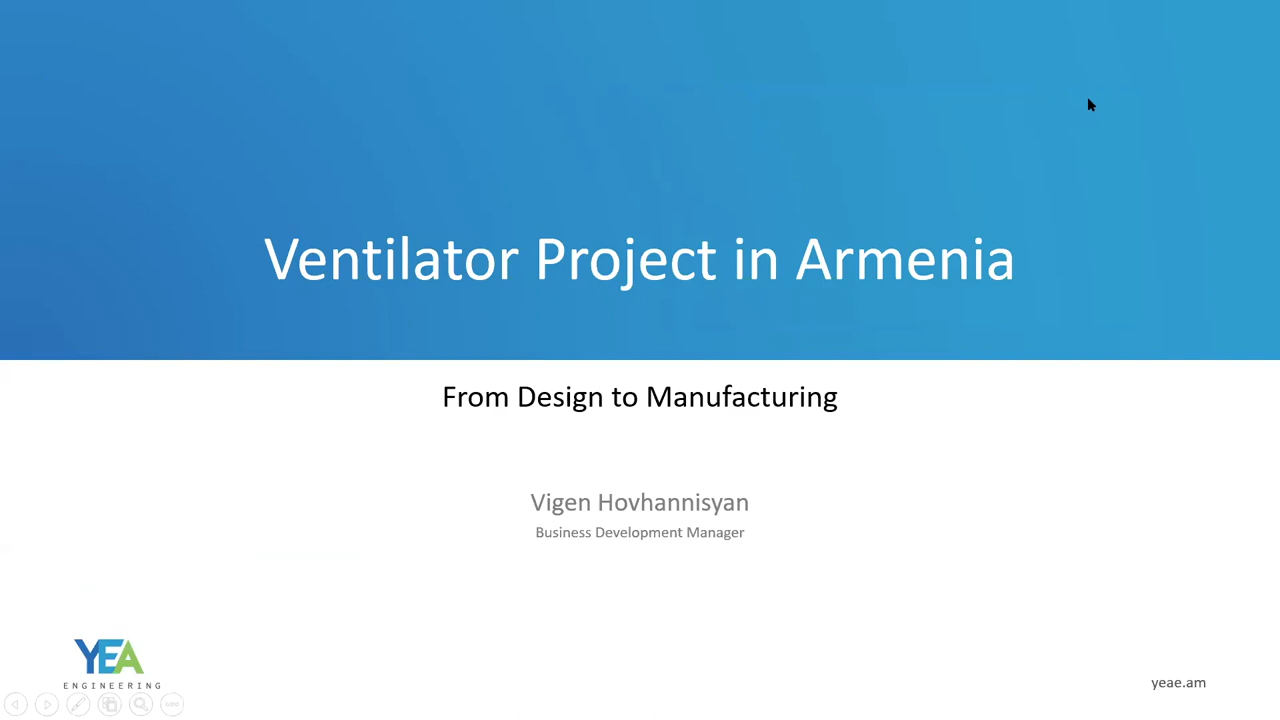 Ventilator Project in Armenia
From Design to Manufacturing
Vigen Hovhannisyan
Business Development Manager
YEA
ENGINEERING
yeae.am